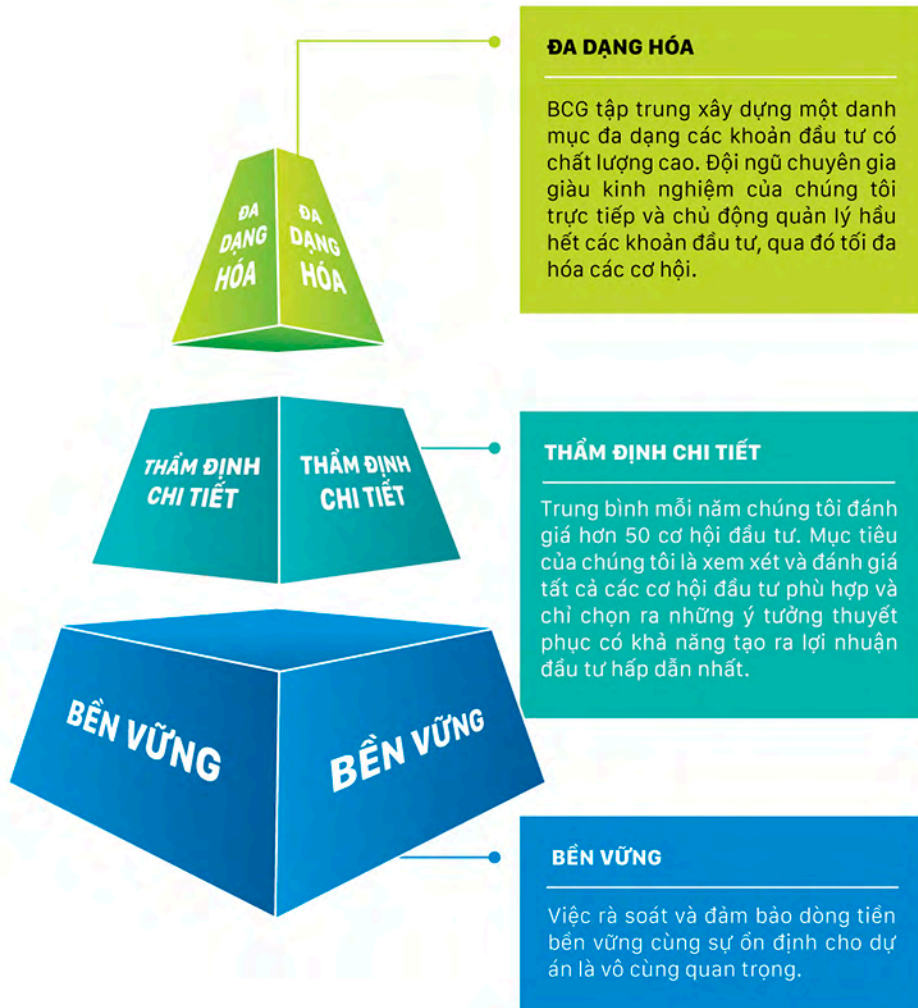 ĐA DẠNG HÓA
BCG tập trung xây dựng một danh
mục đa dạng các khoản đầu tư có
chất lượng cao. Đội ngũ chuyên gia
giàu kinh nghiệm của chúng tôi
trực tiếp và chủ động quản lý hầu
hết các khoản đầu tư, qua đó tối đa
hóa các cơ hội.
ĐA
DẠNG
HÓA
ĐA
DẠNG
HÓA
THẨM ĐỊNH
CHI TIẾT
THẨM ĐỊNH
CHI TIẾT
THẨM ĐỊNH CHI TIẾT
Trung bình mỗi năm chúng tôi đánh
giá hơn 50 cơ hội đầu tư. Mục tiêu
của chúng tôi là xem xét và đánh giá
tất cả các cơ hội đầu tư phù hợp và
chỉ chọn ra những ý tưởng thuyết
phục có khả năng tạo ra lợi nhuận
đầu tư hấp dẫn nhất.
BỀN VỮNG
BỀN VỮNG
BỀN VỮNG
Việc rà soát và đảm bảo dòng tiền
bền vững cùng sự ổn định cho dự
án là vô cùng quan trọng.